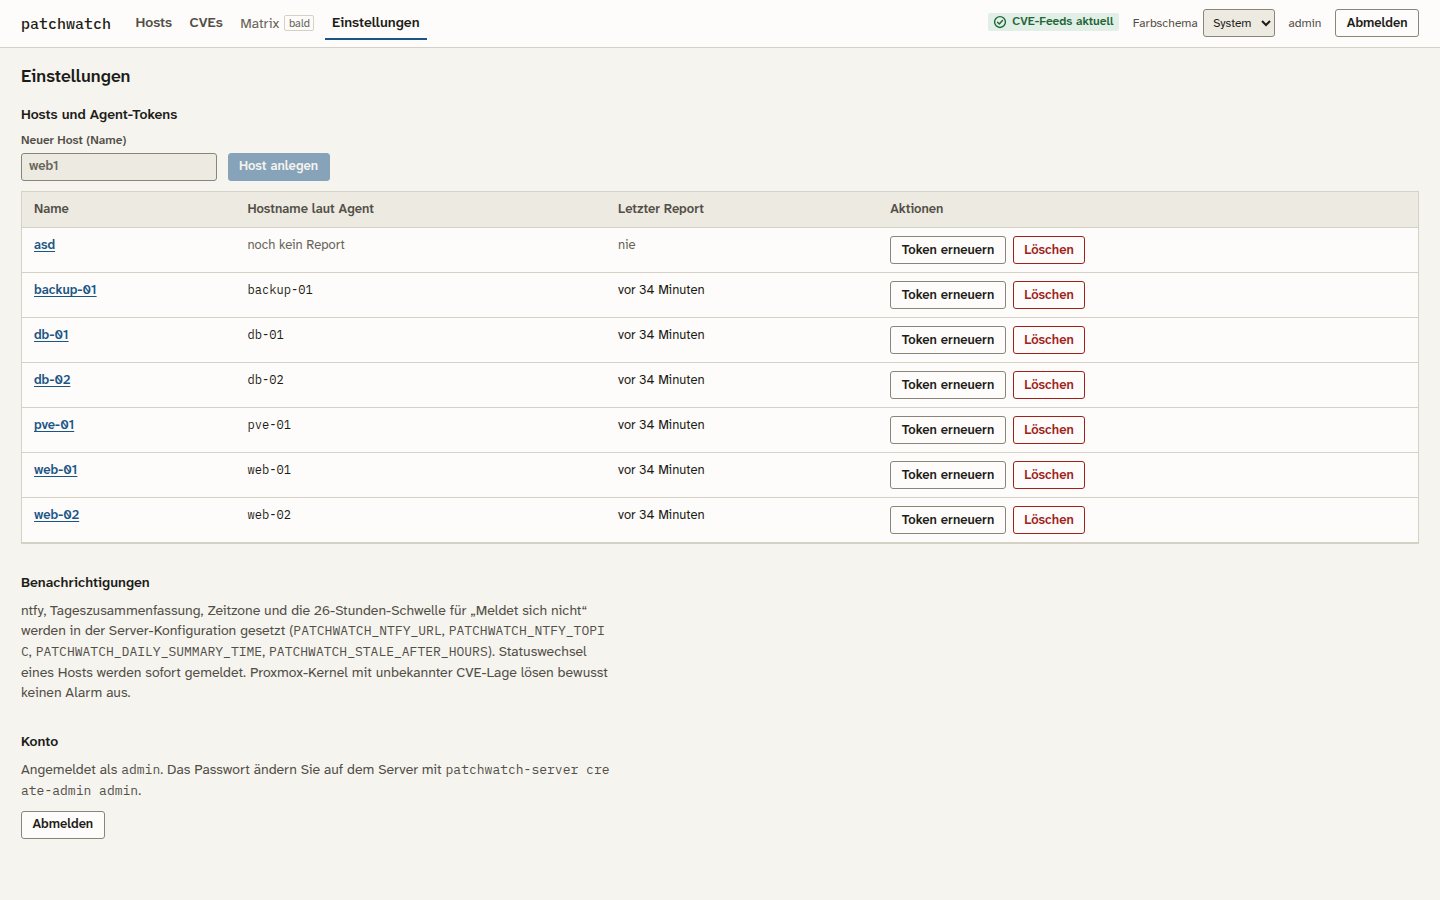 patchwatch Hosts CVEs Matrix bald Einstellungen CVE-Feeds aktuell Farbschema System admin Abmelden
Einstellungen
Hosts und Agent-Tokens
Neuer Host (Name)
web1 Host anlegen
Name Hostname laut Agent Letzter Report Aktionen
asd noch kein Report nie Token erneuern Löschen
backup-01 backup-01 vor 34 Minuten Token erneuern Löschen
db-01 db-01 vor 34 Minuten Token erneuern Löschen
db-02 db-02 vor 34 Minuten Token erneuern Löschen
pve-01 pve-01 vor 34 Minuten Token erneuern Löschen
web-01 web-01 vor 34 Minuten Token erneuern Löschen
web-02 web-02 vor 34 Minuten Token erneuern Löschen
Benachrichtigungen
ntfy, Tageszusammenfassung, Zeitzone und die 26-Stunden-Schwelle für „Meldet sich nicht“
werden in der Server-Konfiguration gesetzt (PATCHWATCH_NTFY_URL, PATCHWATCH_NTFY_TOPI
C, PATCHWATCH_DAILY_SUMMARY_TIME, PATCHWATCH_STALE_AFTER_HOURS). Statuswechsel
eines Hosts werden sofort gemeldet. Proxmox-Kernel mit unbekannter CVE-Lage lösen bewusst
keinen Alarm aus.
Konto
Angemeldet als admin. Das Passwort ändern Sie auf dem Server mit patchwatch-server cre
ate-admin admin.
Abmelden